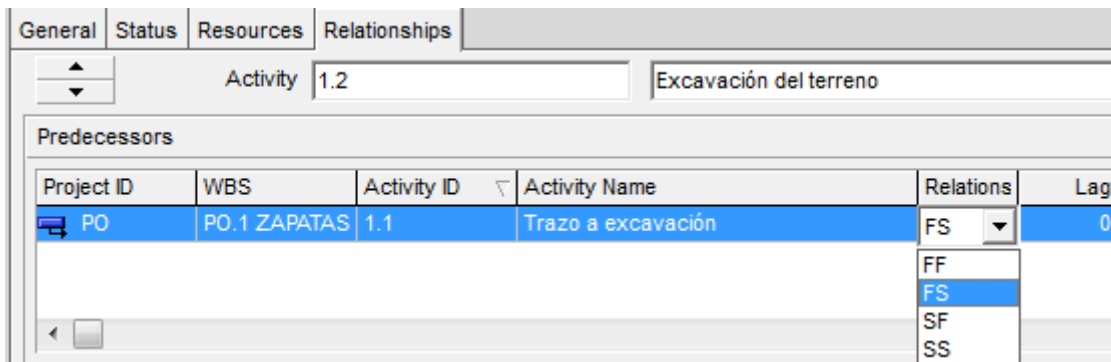 General Status Resources Relationships
Activity 1.2 Excavación del terreno
Predecessors
Project ID WBS Activity ID Activity Name Relations Lag
PO PO.1 ZAPATAS 1.1 Trazo a excavación FS 0
FF
FS
SF
SS